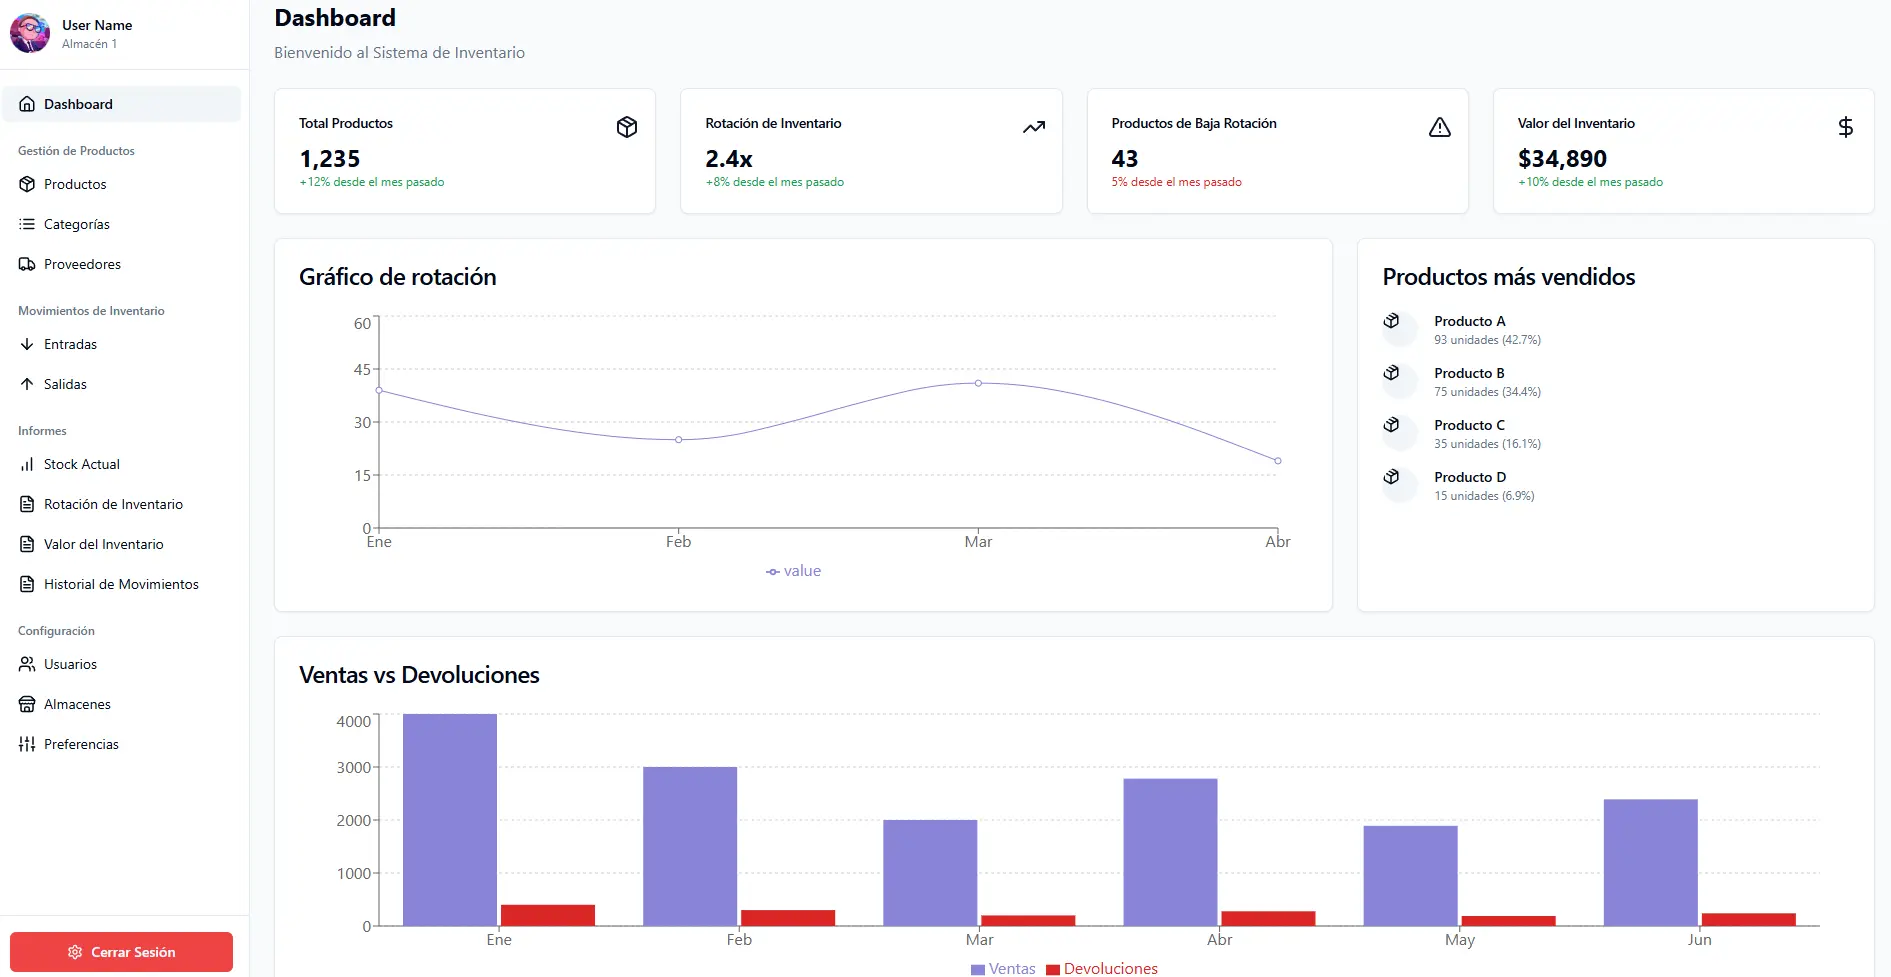 User Name
Almacén 1
Dashboard
Gestión de Productos
Productos
Categorías
Proveedores
Movimientos de Inventario
Entradas
Salidas
Informes
Stock Actual
Rotación de Inventario
Valor del Inventario
Historial de Movimientos
Configuración
Usuarios
Almacenes
Preferencias
Cerrar Sesión
Dashboard
Bienvenido al Sistema de Inventario
Total Productos
1,235
+12% desde el mes pasado
Rotación de Inventario
2.4x
+8% desde el mes pasado
Productos de Baja Rotación
43
5% desde el mes pasado
Valor del Inventario
$34,890
+10% desde el mes pasado
Gráfico de rotación
60
45
30
15
0
Ene Feb Mar Abr
value
Productos más vendidos
Producto A
93 unidades (42.7%)
Producto B
75 unidades (34.4%)
Producto C
35 unidades (16.1%)
Producto D
15 unidades (6.9%)
Ventas vs Devoluciones
4000
3000
2000
1000
0
Ene Feb Mar Abr May Jun
Ventas Devoluciones